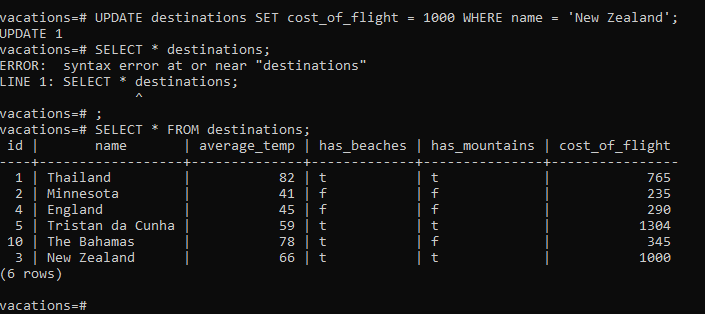 vacations=# UPDATE destinations SET cost_of_flight = 1000 WHERE name = 'New Zealand';
UPDATE 1
vacations=# SELECT * destinations;
ERROR:  syntax error at or near "destinations"
LINE 1: SELECT * destinations;
                 ^
vacations=# ;
vacations=# SELECT * FROM destinations;
 id |       name       | average_temp | has_beaches | has_mountains | cost_of_flight
----+------------------+--------------+-------------+---------------+----------------
  1 | Thailand         |           82 | t           | t             |            765
  2 | Minnesota        |           41 | f           | f             |            235
  4 | England          |           45 | f           | f             |            290
  5 | Tristan da Cunha |           59 | t           | t             |           1304
 10 | The Bahamas      |           78 | t           | f             |            345
  3 | New Zealand      |           66 | t           | t             |           1000
(6 rows)

vacations=#